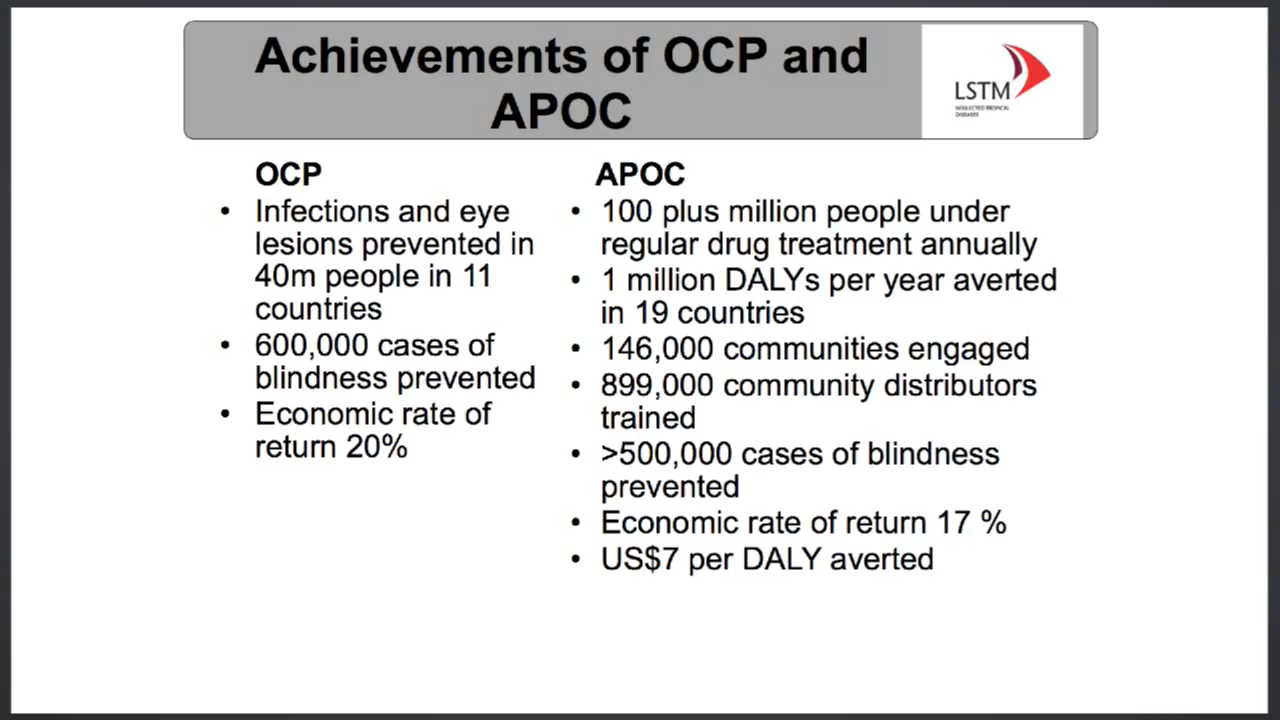 Achievements of OCP and
APOC
LSTM
NEGLECTED TROPICAL
DISEASES
OCP
• Infections and eye
lesions prevented in
40m people in 11
countries
• 600,000 cases of
blindness prevented
• Economic rate of
return 20%
APOC
• 100 plus million people under
regular drug treatment annually
• 1 million DALYs per year averted
in 19 countries
• 146,000 communities engaged
• 899,000 community distributors
trained
• >500,000 cases of blindness
prevented
• Economic rate of return 17 %
• US$7 per DALY averted